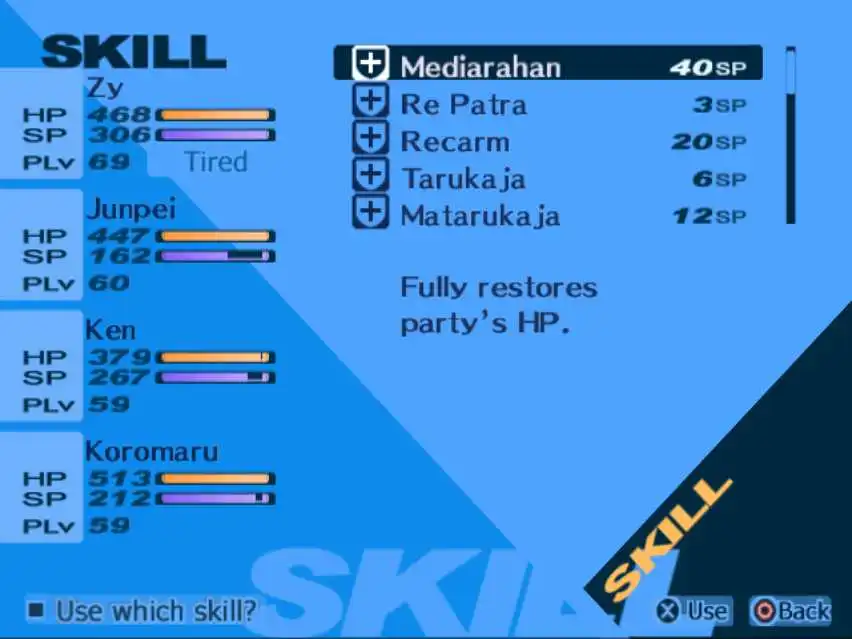 SKILL
Zy
HP 468
SP 306
PLv 69 Tired
Junpei
HP 447
SP 162
PLv 60
Ken
HP 379
SP 267
PLv 59
Koromaru
HP 513
SP 212
PLv 59
Mediarahan 40SP
Re Patra 3SP
Recarm 20SP
Tarukaja 6SP
Matarukaja 12SP
Fully restores
party's HP.
SKILL
SKILL
Use which skill?
Use Back